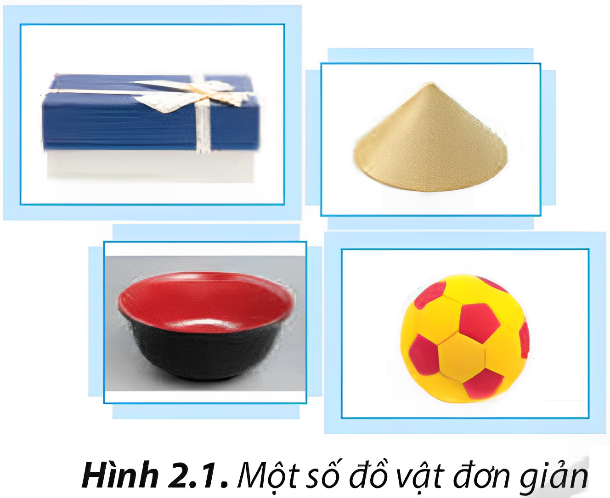 Hình 2.1. Một số đồ vật đơn giản